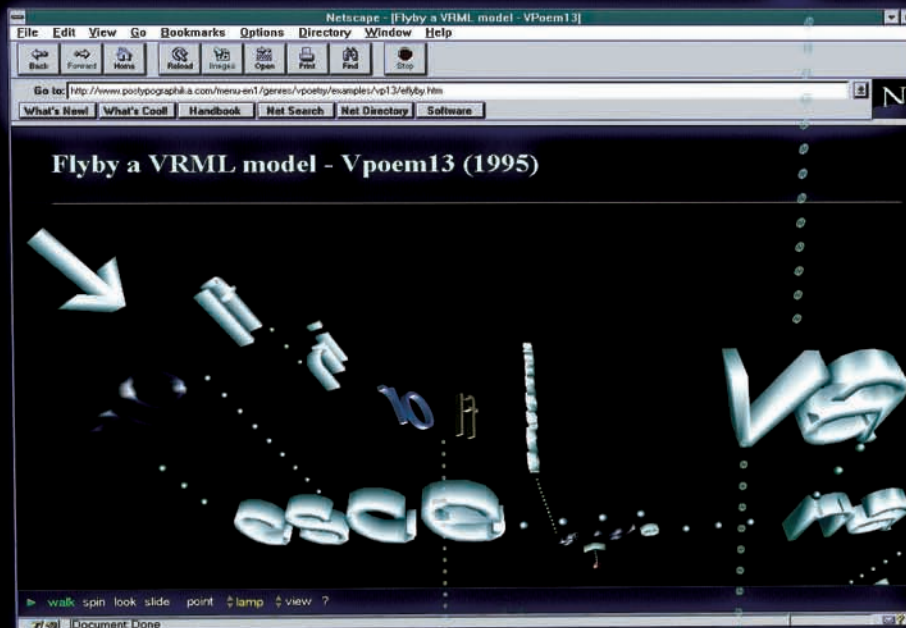 Netscape - [Flyby a VRML model - VPoem13]
File Edit View Go Bookmarks Options Directory Window Help
Back Forward Home Reload Images Open Print Find Stop
Go to: http://www.postypographika.com/menu-en1/genres/vpoetry/examples/vp13/eflyby.htm
N
What's New! What's Cool! Handbook Net Search Net Directory Software
Flyby a VRML model - Vpoem13 (1995)
walk spin look slide point lamp view ?
Document Done